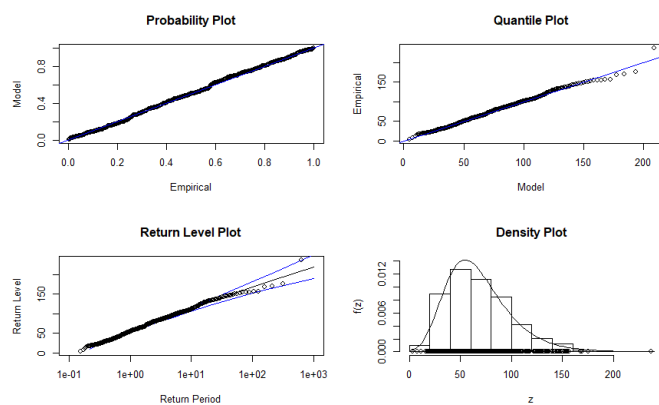 Probability Plot
Model
0.0 0.4 0.8
0.0 0.2 0.4 0.6 0.8 1.0
Empirical
Quantile Plot
Empirical
0 50 150
0 50 100 150 200
Model
Return Level Plot
Return Level
0 50 150
1e-01 1e+00 1e+01 1e+02 1e+03
Return Period
Density Plot
f(z)
0.000 0.006 0.012
0 50 100 150 200
z